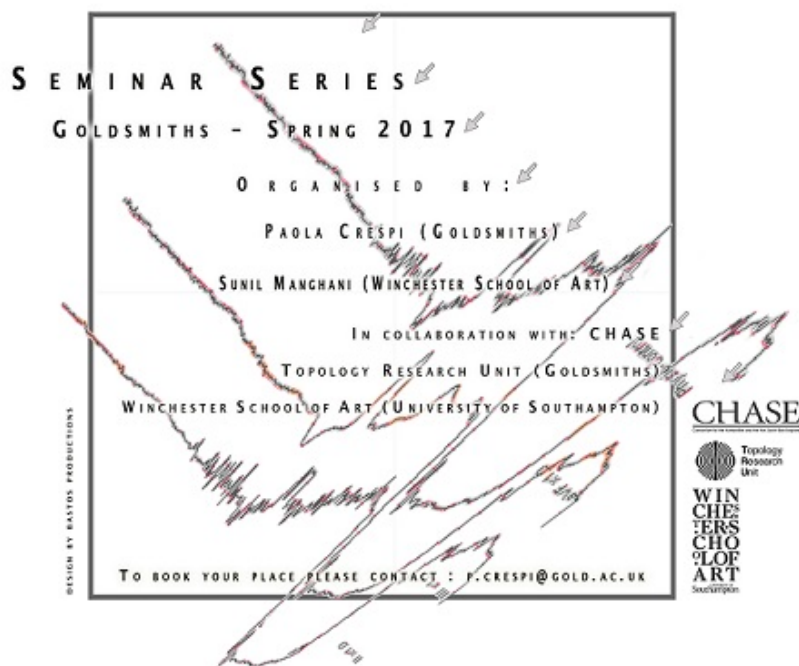 SEMINAR SERIES
GOLDSMITHS - SPRING 2017
ORGANISED BY:
PAOLA CRESPI (GOLDSMITHS)
SUNIL MANGHANI (WINCHESTER SCHOOL OF ART)
IN COLLABORATION WITH: CHASE
TOPOLOGY RESEARCH UNIT (GOLDSMITHS)
WINCHESTER SCHOOL OF ART (UNIVERSITY OF SOUTHAMPTON)
TO BOOK YOUR PLACE PLEASE CONTACT : P.CRESPI@GOLD.AC.UK
DESIGN BY BASTOS PRODUCTIONS
CHASE
Topology
Research
Unit
WIN
CHES
TERS
CHO
OLOF
ART
Southampton